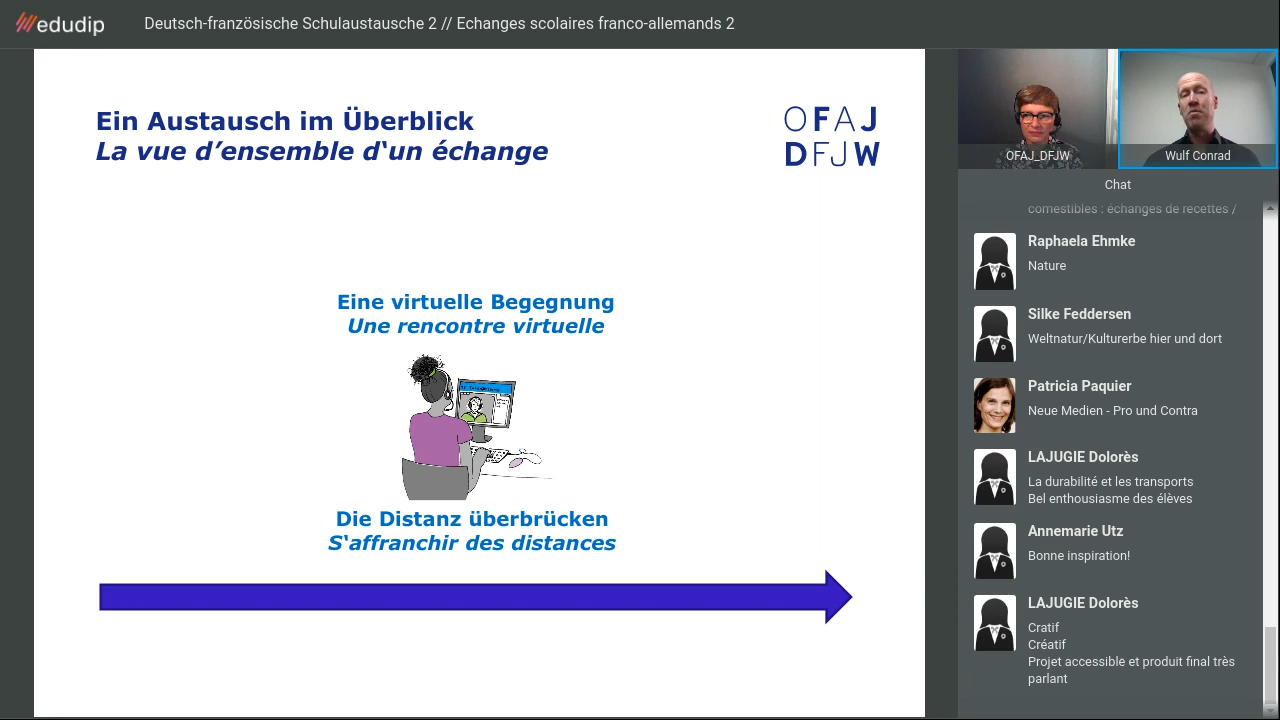 edudip
Deutsch-französische Schulaustausche 2 // Echanges scolaires franco-allemands 2
Ein Austausch im Überblick
La vue d’ensemble d‘un échange
OFAJ
DFJW
Eine virtuelle Begegnung
Une rencontre virtuelle
Die Distanz überbrücken
S‘affranchir des distances
OFAJ_DFJW
Wulf Conrad
Chat
comestibles : échanges de recettes /
Raphaela Ehmke
Nature
Silke Feddersen
Weltnatur/Kulturerbe hier und dort
Patricia Paquier
Neue Medien - Pro und Contra
LAJUGIE Dolorès
La durabilité et les transports
Bel enthousiasme des élèves
Annemarie Utz
Bonne inspiration!
LAJUGIE Dolorès
Cratif
Créatif
Projet accessible et produit final très
parlant